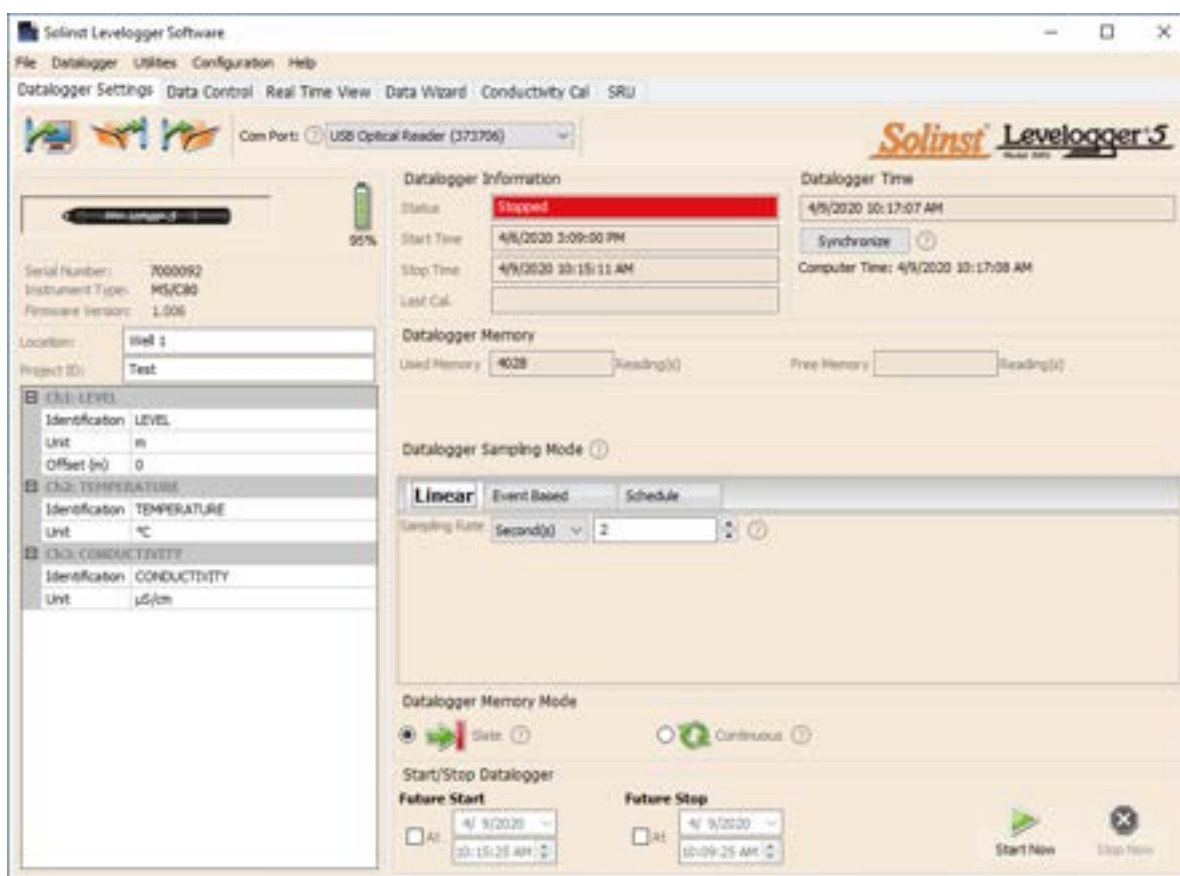 Solinst Levelogger Software
File Datalogger Utilities Configuration Help
Datalogger Settings Data Control Real Time View Data Wizard Conductivity Cal SRU
Com Port: USB Optical Reader (373706)
Solinst Levelogger 5
95%
Serial Number: 7000092
Instrument Type: M5/C80
Firmware Version: 1.006
Location: Well 1
Project ID: Test
Ch1: LEVEL
Identification LEVEL
Unit m
Offset (m) 0
Ch2: TEMPERATURE
Identification TEMPERATURE
Unit °C
Ch3: CONDUCTIVITY
Identification CONDUCTIVITY
Unit µS/cm
Datalogger Information
Status Stopped
Start Time 4/6/2020 3:09:00 PM
Stop Time 4/9/2020 10:15:11 AM
Last Cal.
Datalogger Time
4/9/2020 10:17:07 AM
Synchronize
Computer Time: 4/9/2020 10:17:08 AM
Datalogger Memory
Used Memory 4028 Reading(s) Free Memory Reading(s)
Datalogger Sampling Mode
Linear Event Based Schedule
Sampling Rate Second(s) 2
Datalogger Memory Mode
Slate Continuous
Start/Stop Datalogger
Future Start
At 4/ 9/2020
10:15:25 AM
Future Stop
At 4/ 9/2020
10:09:25 AM
Start Now Stop Now